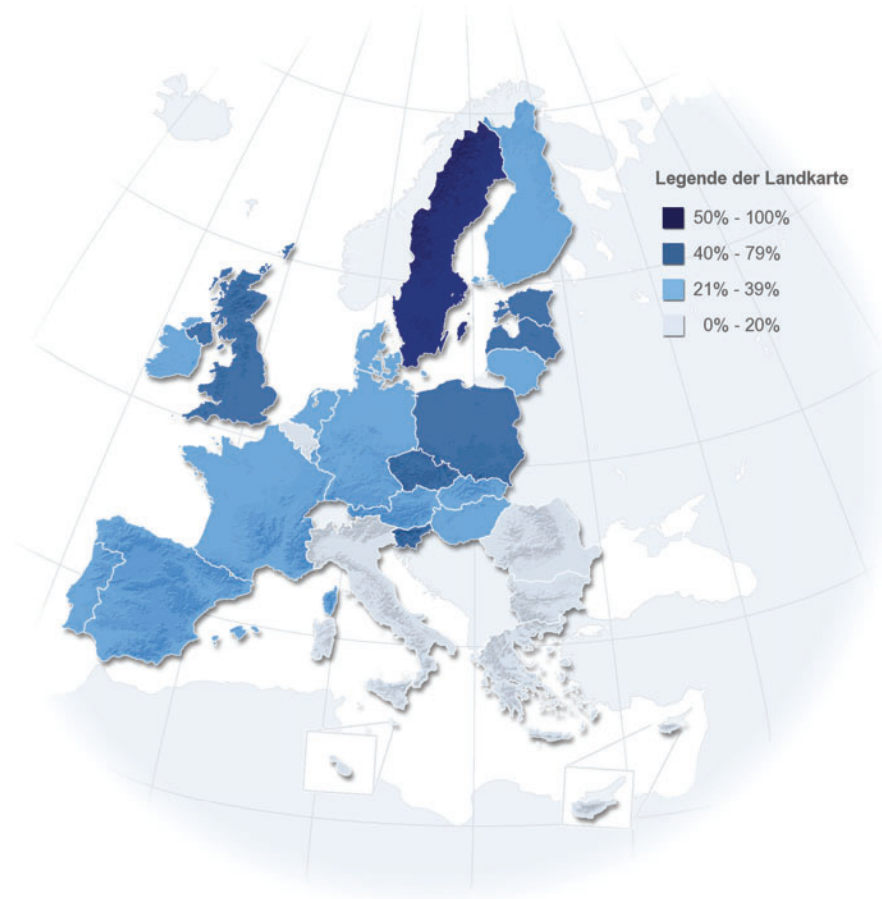 Legende der Landkarte
50% - 100%
40% - 79%
21% - 39%
0% - 20%